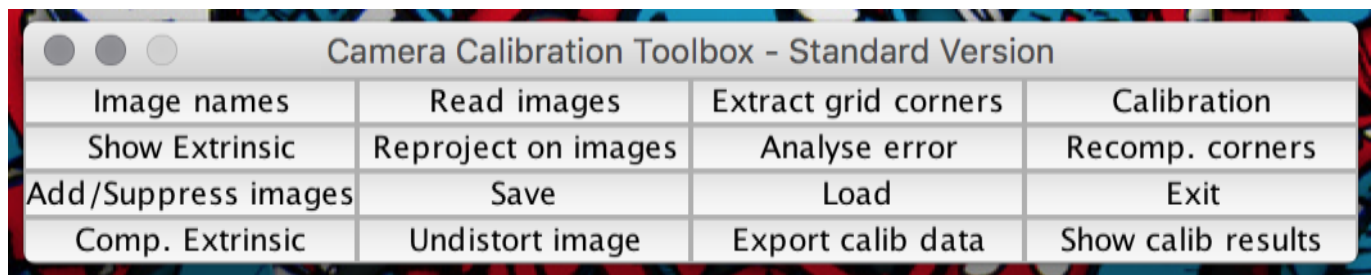 Camera Calibration Toolbox - Standard Version
Image names Read images Extract grid corners Calibration
Show Extrinsic Reproject on images Analyse error Recomp. corners
Add/Suppress images Save Load Exit
Comp. Extrinsic Undistort image Export calib data Show calib results